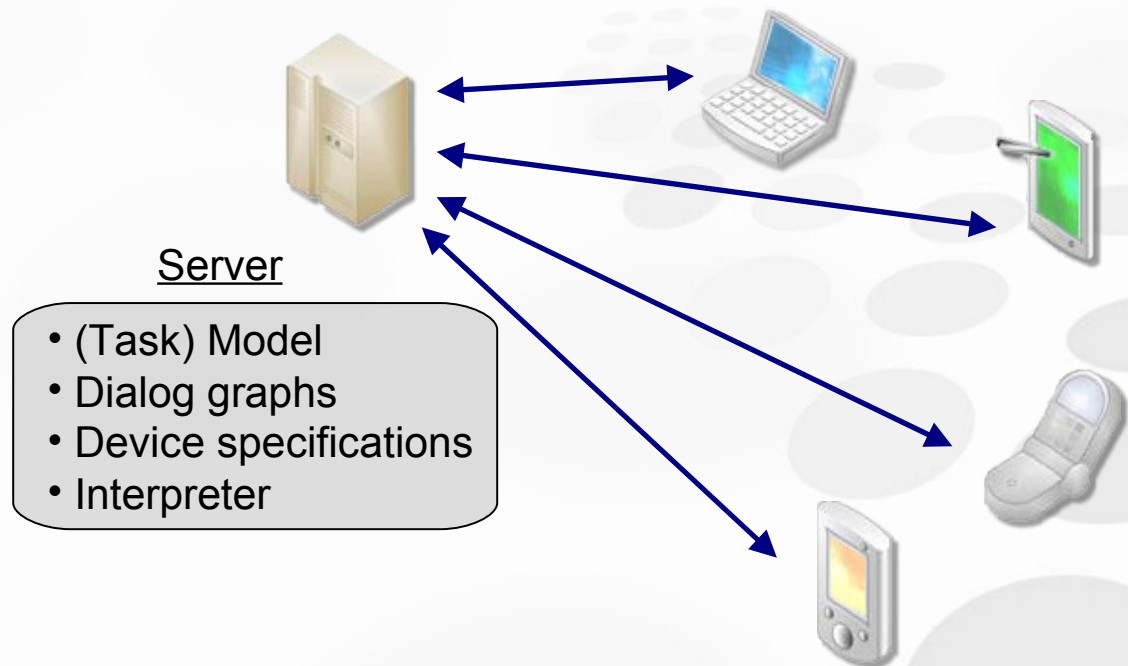 Server
• (Task) Model
• Dialog graphs
• Device specifications
• Interpreter